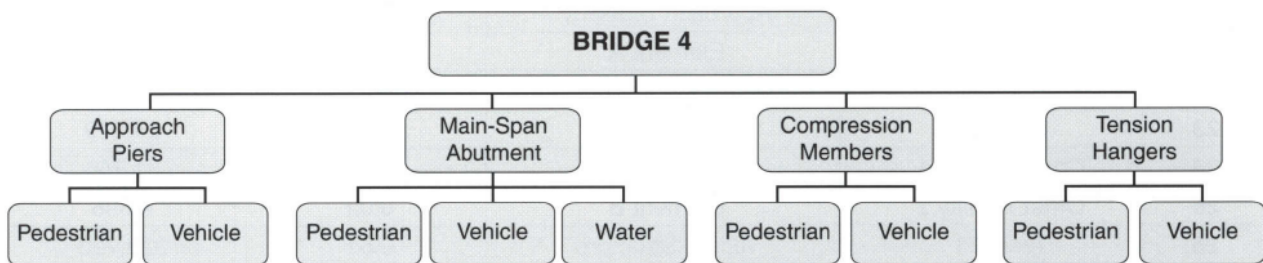 BRIDGE 4
Approach
Piers
Main-Span
Abutment
Compression
Members
Tension
Hangers
Pedestrian
Vehicle
Pedestrian
Vehicle
Water
Pedestrian
Vehicle
Pedestrian
Vehicle